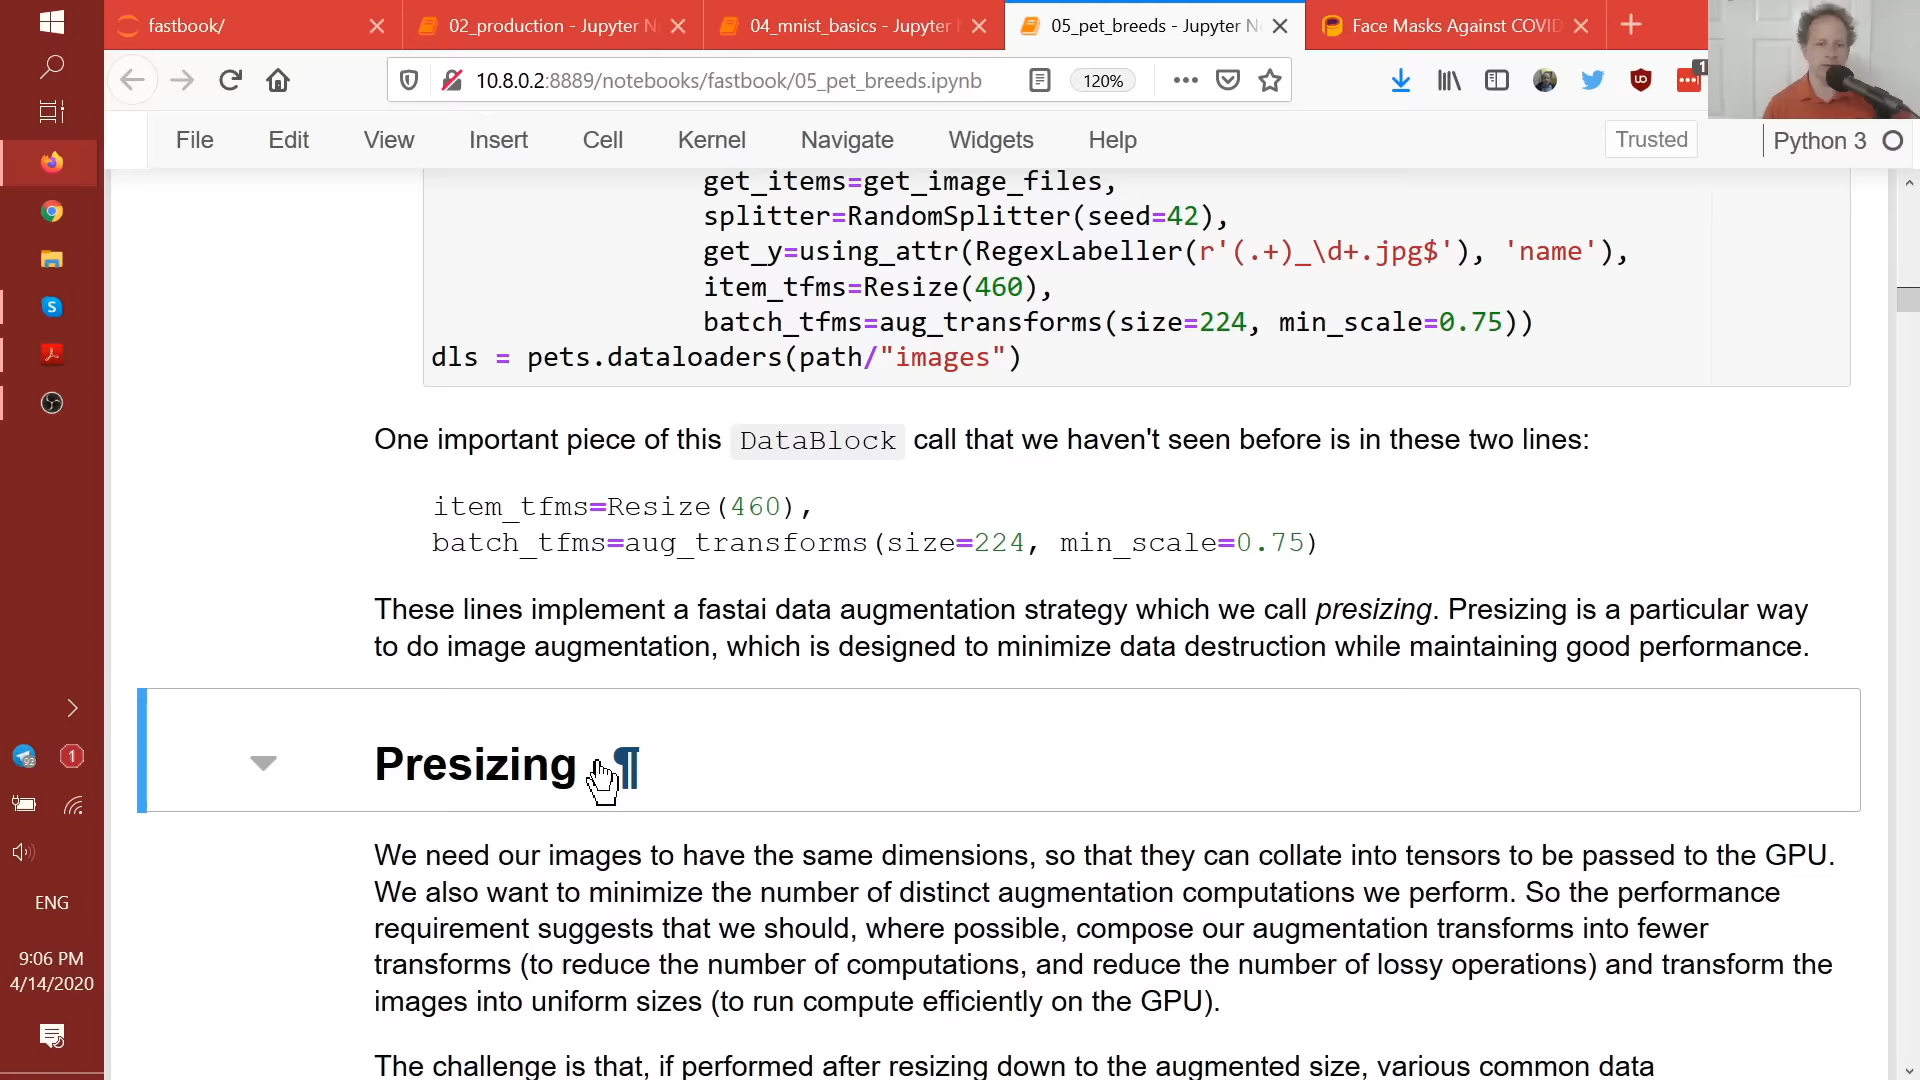 fastbook/
02_production - Jupyter N
04_mnist_basics - Jupyter N
05_pet_breeds - Jupyter N
Face Masks Against COVID
10.8.0.2:8889/notebooks/fastbook/05_pet_breeds.ipynb
120%
1
File Edit View Insert Cell Kernel Navigate Widgets Help
Trusted
Python 3
get_items=get_image_files,
splitter=RandomSplitter(seed=42),
get_y=using_attr(RegexLabeller(r'(.+)_\d+.jpg$'), 'name'),
item_tfms=Resize(460),
batch_tfms=aug_transforms(size=224, min_scale=0.75))
dls = pets.dataloaders(path/"images")
One important piece of this DataBlock call that we haven't seen before is in these two lines:
item_tfms=Resize(460),
batch_tfms=aug_transforms(size=224, min_scale=0.75)
These lines implement a fastai data augmentation strategy which we call presizing. Presizing is a particular way
to do image augmentation, which is designed to minimize data destruction while maintaining good performance.
Presizing ¶
We need our images to have the same dimensions, so that they can collate into tensors to be passed to the GPU.
We also want to minimize the number of distinct augmentation computations we perform. So the performance
requirement suggests that we should, where possible, compose our augmentation transforms into fewer
transforms (to reduce the number of computations, and reduce the number of lossy operations) and transform the
images into uniform sizes (to run compute efficiently on the GPU).
The challenge is that, if performed after resizing down to the augmented size, various common data
92
1
ENG
9:06 PM
4/14/2020